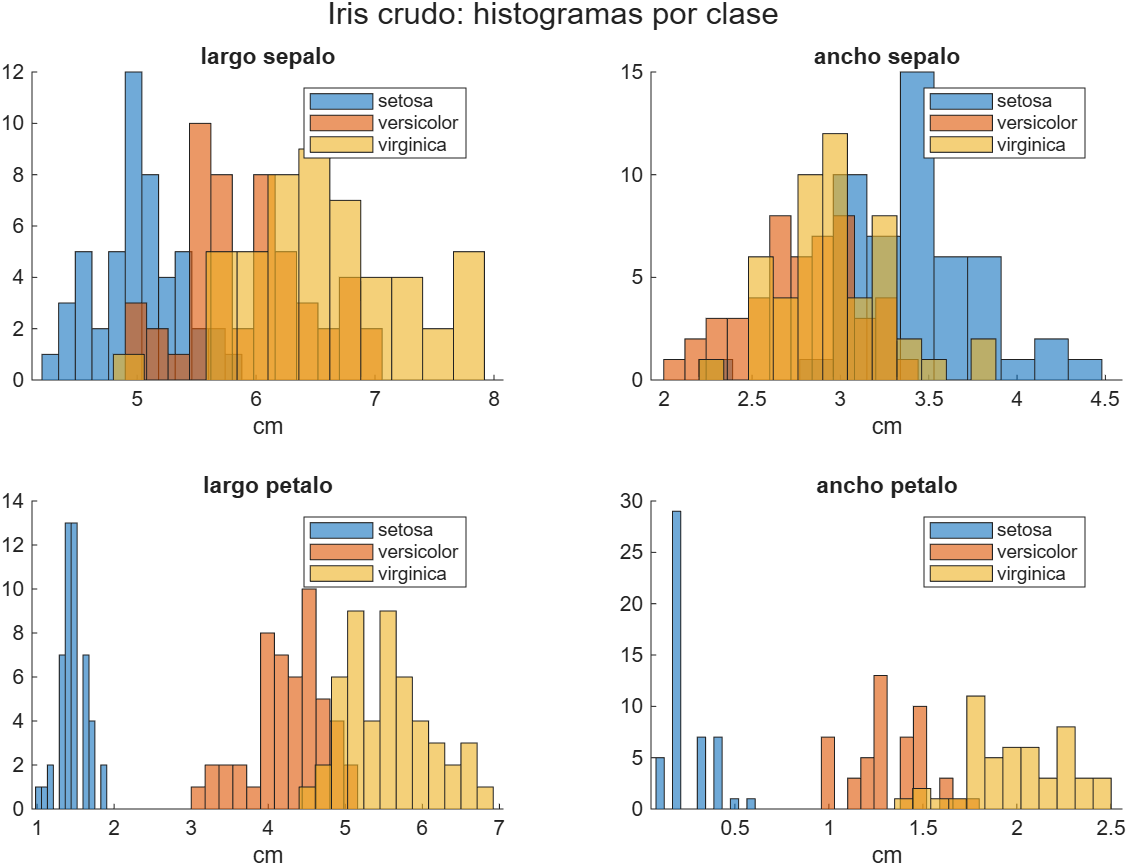 Iris crudo: histogramas por clase
largo sepalo
12
10
8
6
4
2
0
5
6
7
8
cm
setosa
versicolor
virginica
ancho sepalo
15
10
5
0
2
2.5
3
3.5
4
4.5
cm
setosa
versicolor
virginica
largo petalo
14
12
10
8
6
4
2
0
1
2
3
4
5
6
7
cm
setosa
versicolor
virginica
ancho petalo
30
25
20
15
10
5
0
0.5
1
1.5
2
2.5
cm
setosa
versicolor
virginica